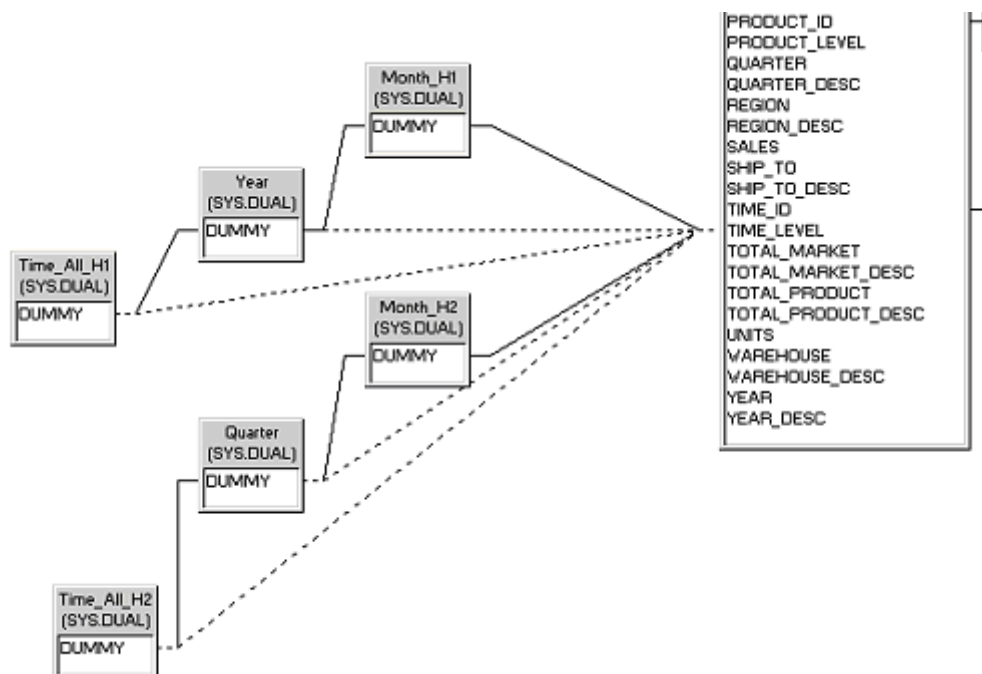 Month_H1
(SYS.DUAL)
DUMMY
Year
(SYS.DUAL)
DUMMY
Time_All_H1
(SYS.DUAL)
DUMMY
Month_H2
(SYS.DUAL)
DUMMY
Quarter
(SYS.DUAL)
DUMMY
Time_All_H2
(SYS.DUAL)
DUMMY
PRODUCT_ID
PRODUCT_LEVEL
QUARTER
QUARTER_DESC
REGION
REGION_DESC
SALES
SHIP_TO
SHIP_TO_DESC
TIME_ID
TIME_LEVEL
TOTAL_MARKET
TOTAL_MARKET_DESC
TOTAL_PRODUCT
TOTAL_PRODUCT_DESC
UNITS
WAREHOUSE
WAREHOUSE_DESC
YEAR
YEAR_DESC